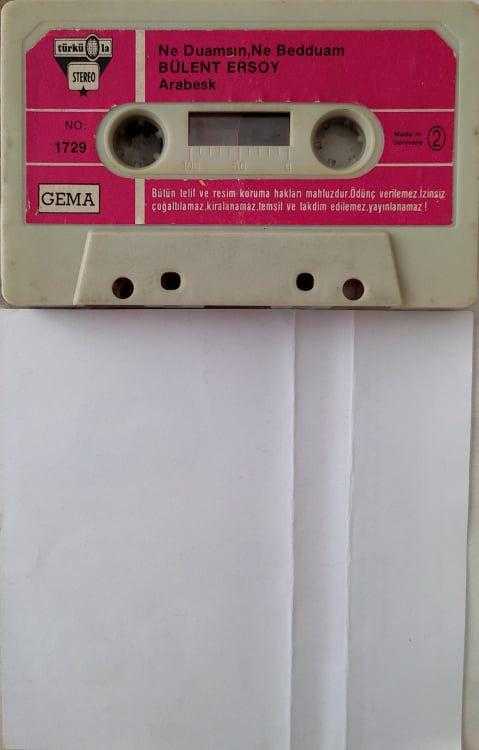 türkü la
STEREO
Ne Duamsın,Ne Bedduam
BÜLENT ERSOY
Arabesk
NO:
1729
Made in
Germany
2
GEMA
Bütün telif ve resim koruma hakları mahfuzdur.Ödünç verilemez.İzinsiz
çoğaltılamaz,kiralanamaz,temsil ve takdim edilemez,yayınlanamaz!